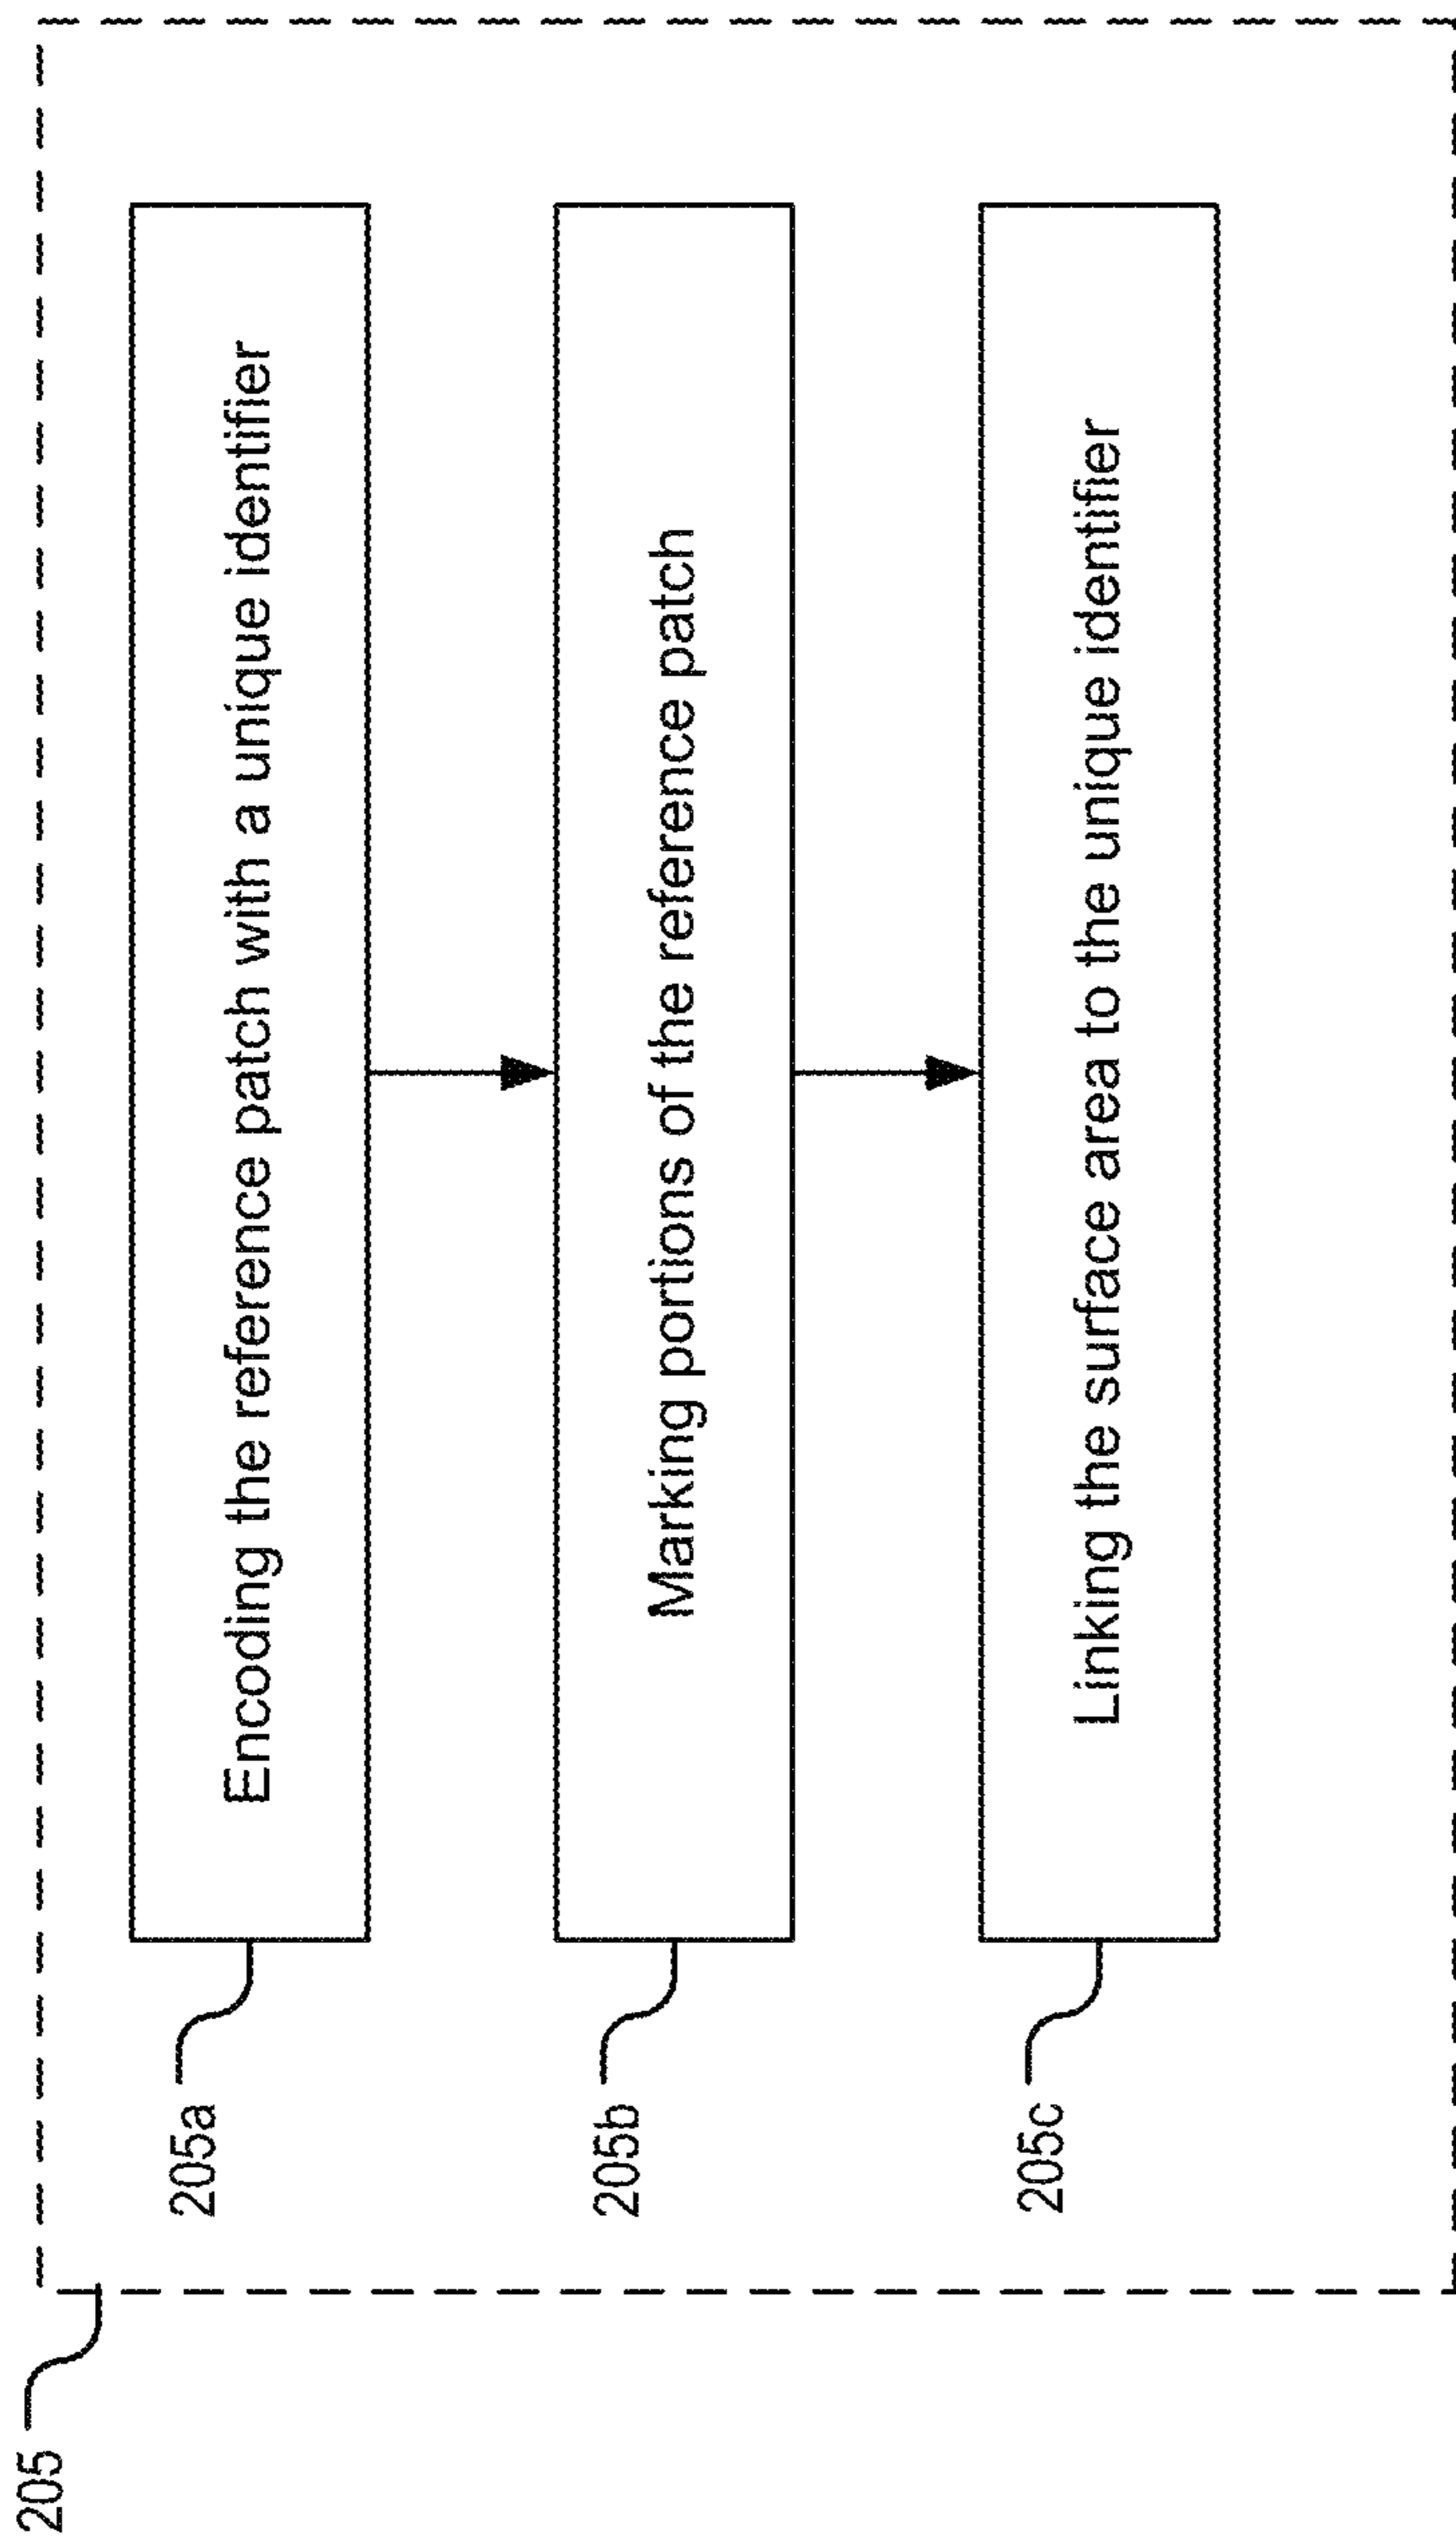 205
205a
Encoding the reference patch with a unique identifier
205b
Marking portions of the reference patch
205c
Linking the surface area to the unique identifier